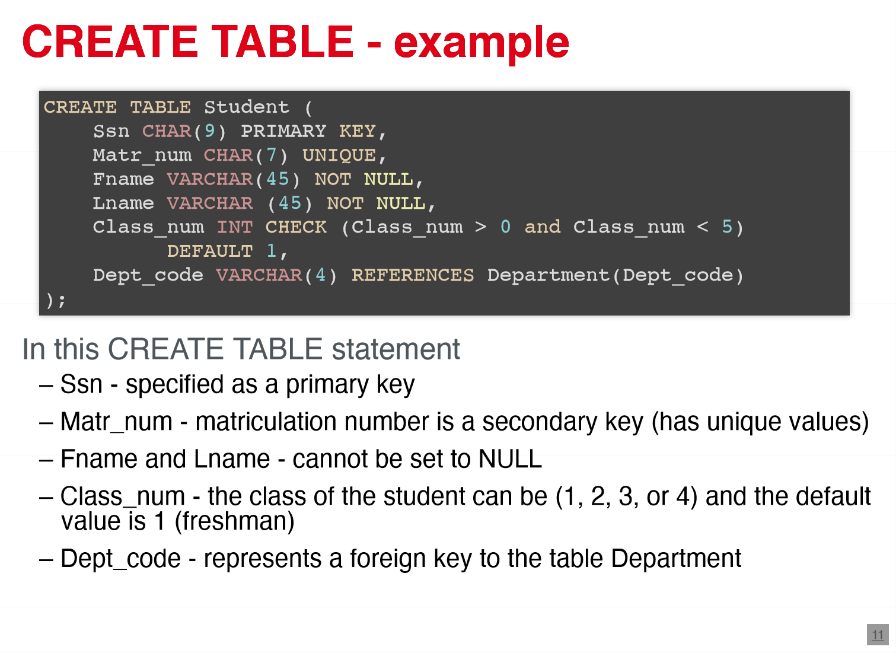 CREATE TABLE - example
CREATE TABLE Student (
    Ssn CHAR(9) PRIMARY KEY,
    Matr_num CHAR(7) UNIQUE,
    Fname VARCHAR(45) NOT NULL,
    Lname VARCHAR (45) NOT NULL,
    Class_num INT CHECK (Class_num > 0 and Class_num < 5)
          DEFAULT 1,
    Dept_code VARCHAR(4) REFERENCES Department(Dept_code)
);
In this CREATE TABLE statement
– Ssn - specified as a primary key
– Matr_num - matriculation number is a secondary key (has unique values)
– Fname and Lname - cannot be set to NULL
– Class_num - the class of the student can be (1, 2, 3, or 4) and the default
value is 1 (freshman)
– Dept_code - represents a foreign key to the table Department
11